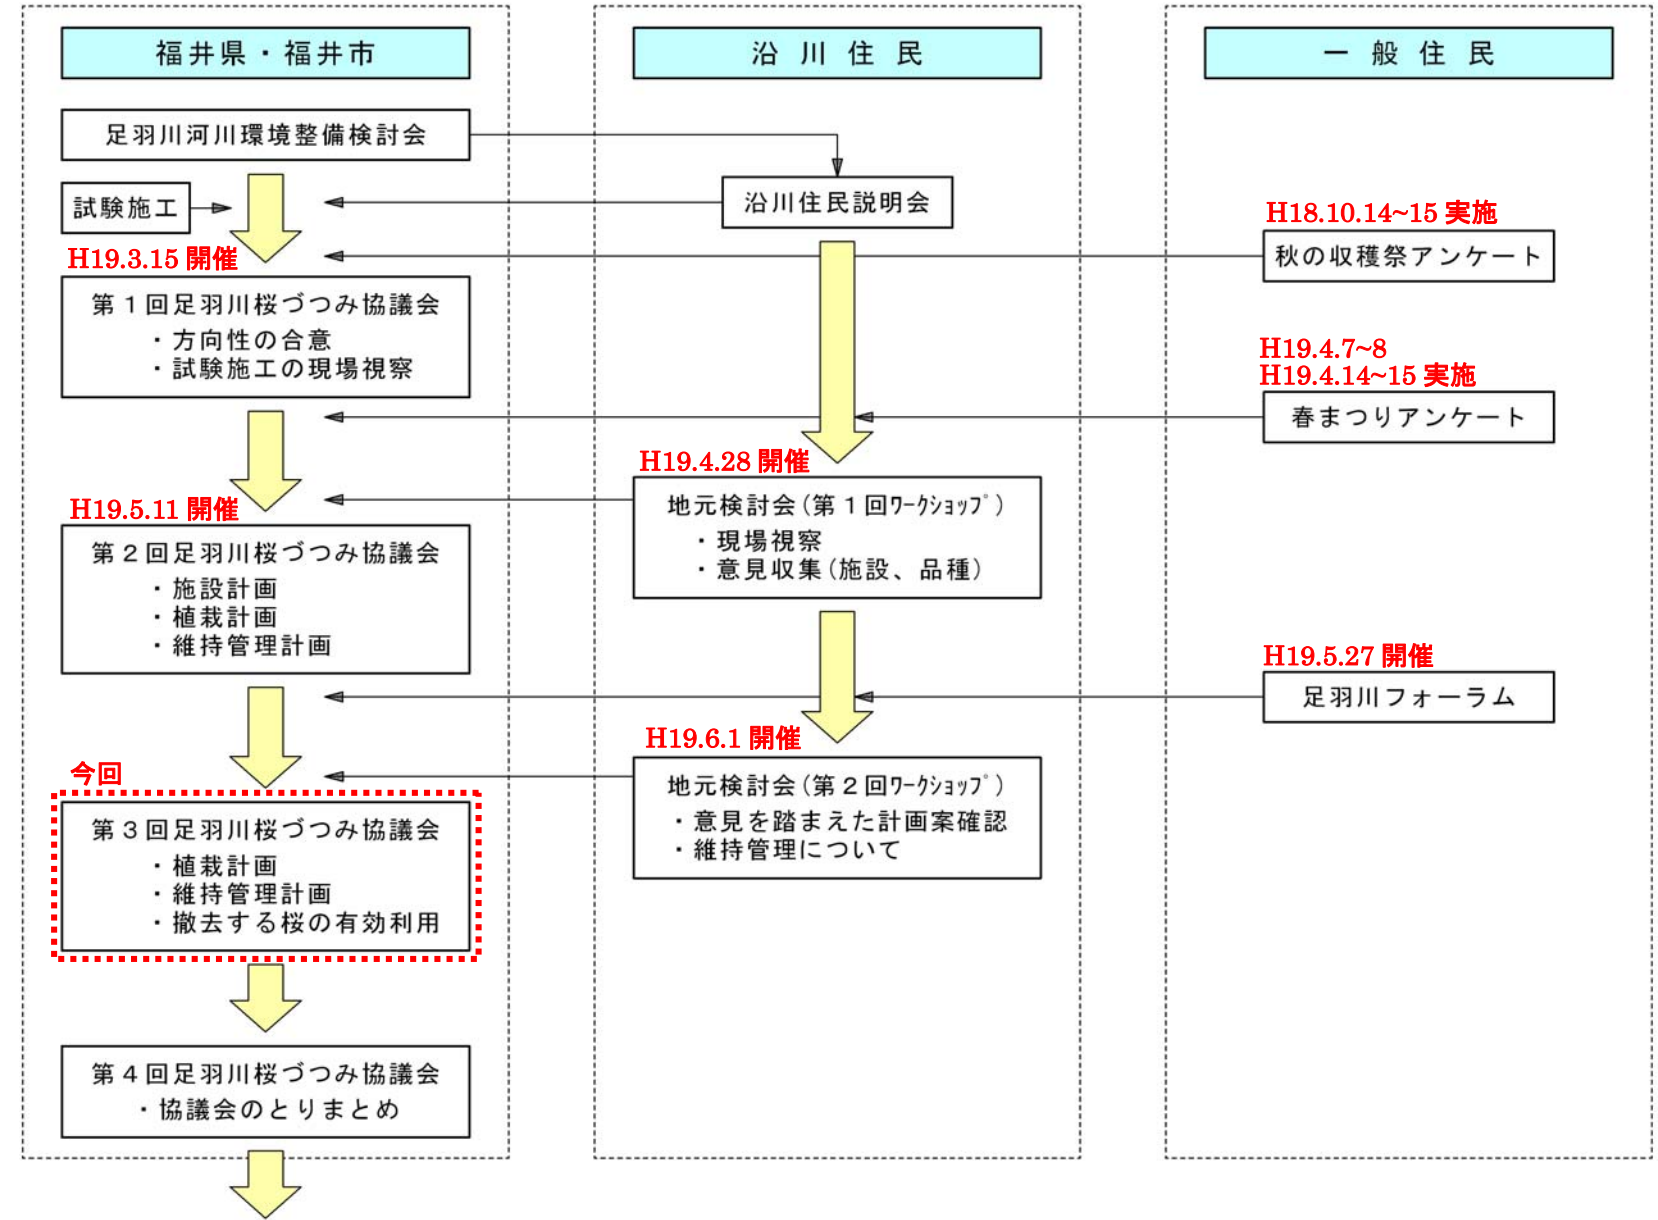 福井県・福井市
足羽川河川環境整備検討会
試験施工
H19.3.15 開催
第１回足羽川桜づつみ協議会
・方向性の合意
・試験施工の現場視察
H19.5.11 開催
第２回足羽川桜づつみ協議会
・施設計画
・植栽計画
・維持管理計画
今回
第３回足羽川桜づつみ協議会
・植栽計画
・維持管理計画
・撤去する桜の有効利用
第４回足羽川桜づつみ協議会
・協議会のとりまとめ
沿川住民
沿川住民説明会
H19.4.28 開催
地元検討会(第１回ﾜｰｸｼｮｯﾌﾟ)
・現場視察
・意見収集(施設、品種)
H19.6.1 開催
地元検討会(第２回ﾜｰｸｼｮｯﾌﾟ)
・意見を踏まえた計画案確認
・維持管理について
一般住民
H18.10.14~15 実施
秋の収穫祭アンケート
H19.4.7~8
H19.4.14~15 実施
春まつりアンケート
H19.5.27 開催
足羽川フォーラム